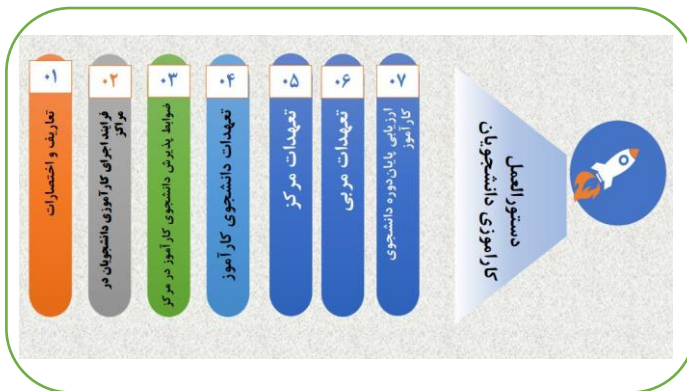 دستورالعمل
کاراموزی دانشجویان
۰۱
تعاریف و اختصارات
۰۲
فرایند اجرای کارآموزی دانشجویان در
مراکز
۰۳
ضوابط پذیرش دانشجوی کارآموز در مرکز
۰۴
تعهدات دانشجوی کارآموز
۰۵
تعهدات مرکز
۰۶
تعهدات مربی
۰۷
ارزیابی پایان‌دوره دانشجوی
کارآموز